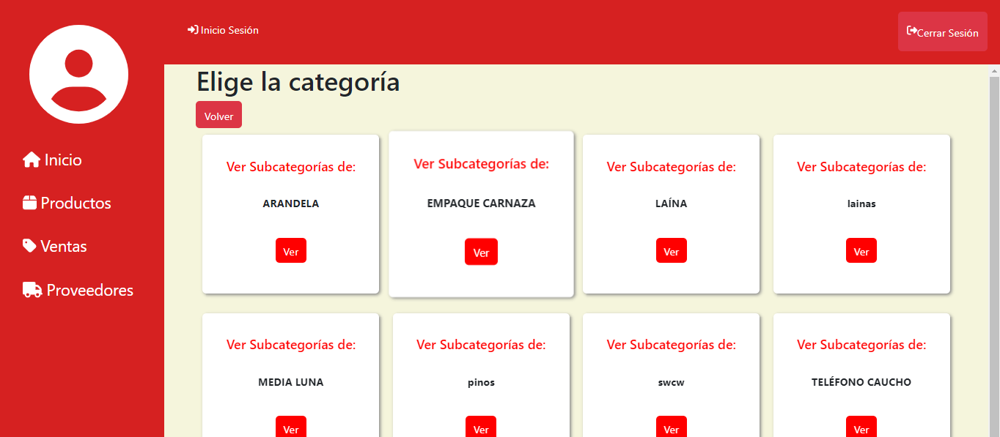 Inicio Sesión
Cerrar Sesión
Inicio
Productos
Ventas
Proveedores
Elige la categoría
Volver
Ver Subcategorías de:
ARANDELA
Ver
Ver Subcategorías de:
EMPAQUE CARNAZA
Ver
Ver Subcategorías de:
LAÍNA
Ver
Ver Subcategorías de:
lainas
Ver
Ver Subcategorías de:
MEDIA LUNA
Ver
Ver Subcategorías de:
pinos
Ver
Ver Subcategorías de:
swcw
Ver
Ver Subcategorías de:
TELÉFONO CAUCHO
Ver